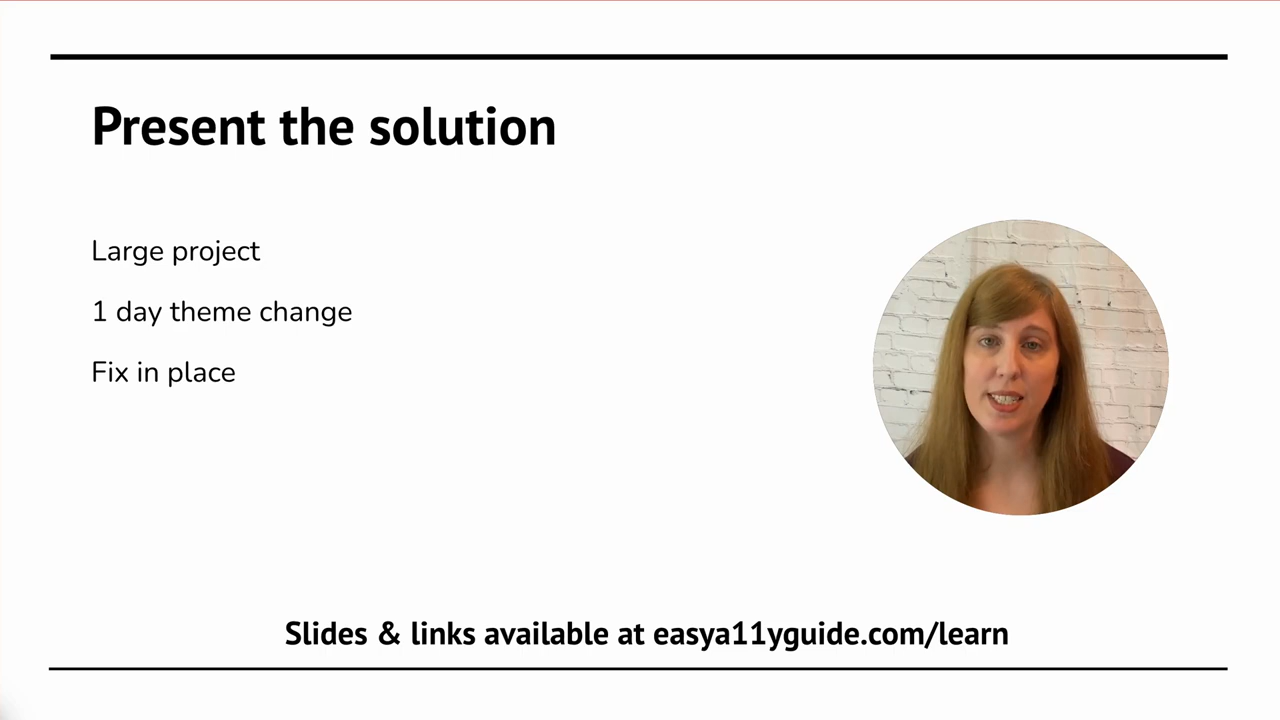 Present the solution
Large project
1 day theme change
Fix in place
Slides & links available at easya11yguide.com/learn